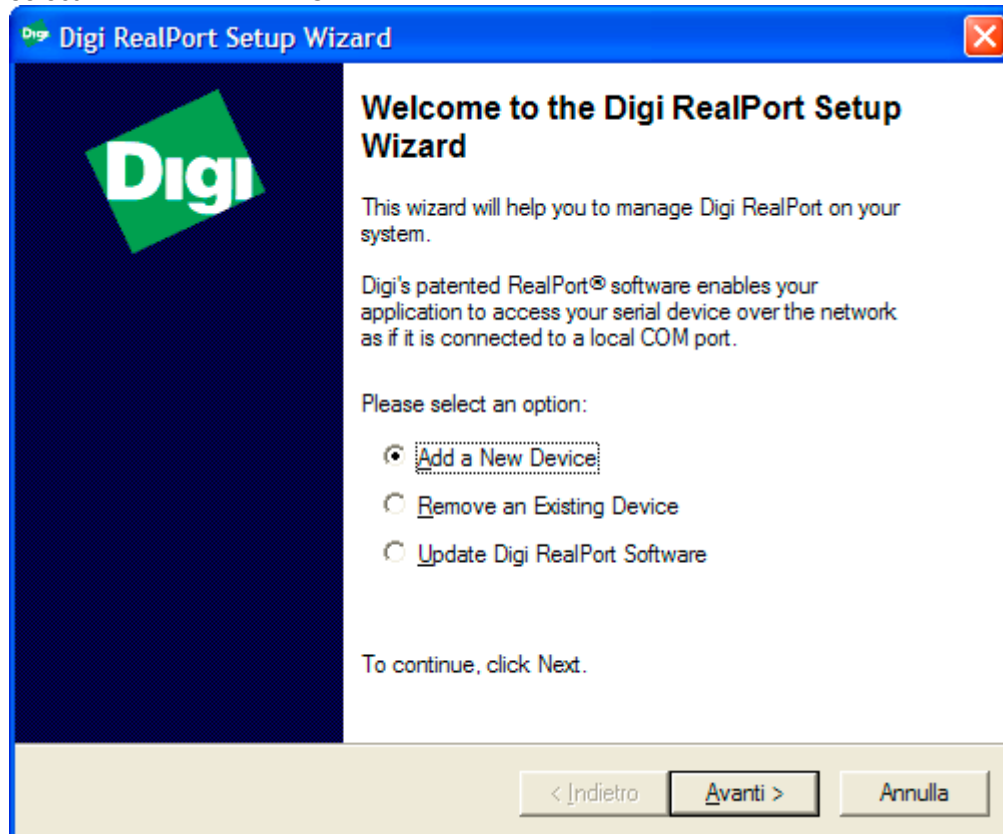 Digi RealPort Setup Wizard
Digi
Welcome to the Digi RealPort Setup
Wizard
This wizard will help you to manage Digi RealPort on your
system.
Digi's patented RealPort® software enables your
application to access your serial device over the network
as if it is connected to a local COM port.
Please select an option:
Add a New Device
Remove an Existing Device
Update Digi RealPort Software
To continue, click Next.
< Indietro
Avanti >
Annulla